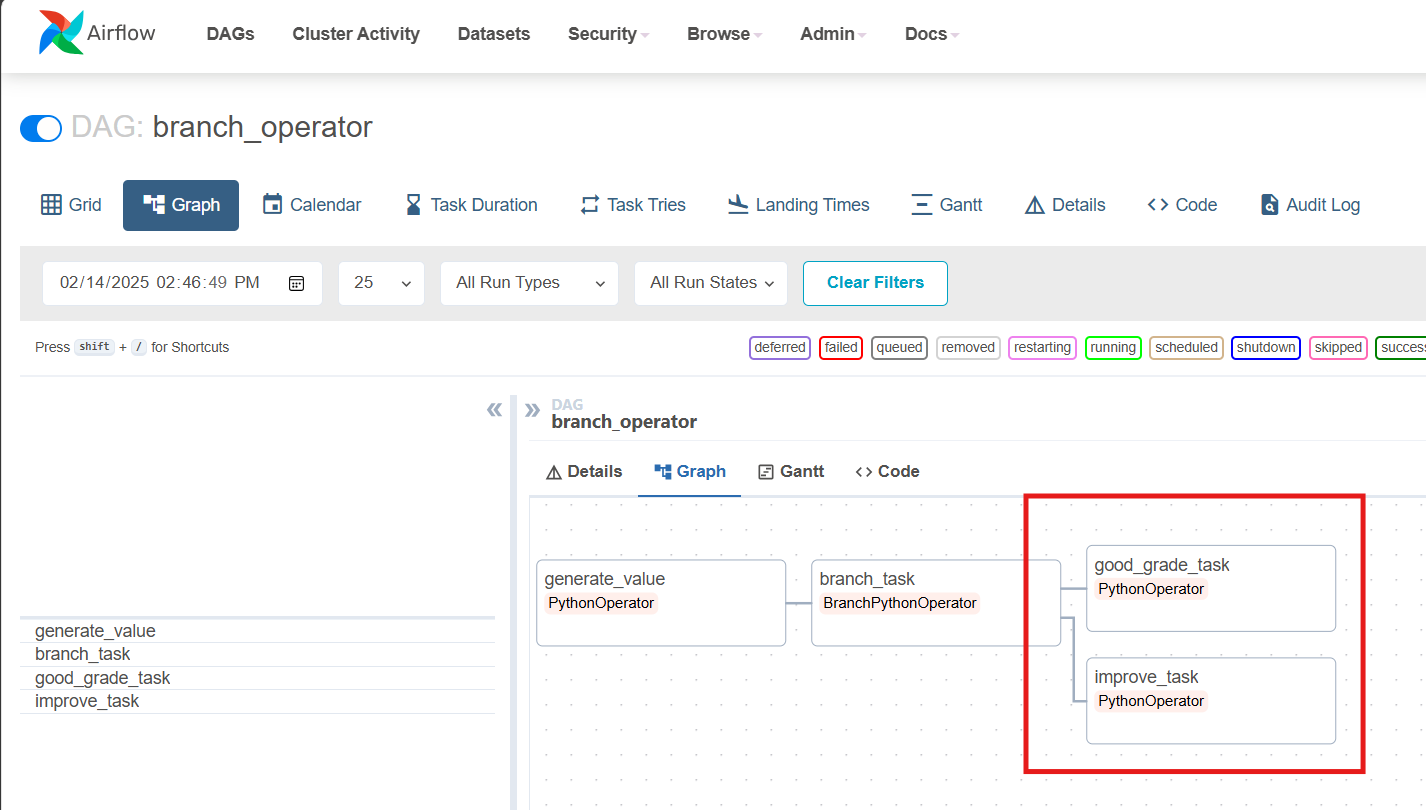 Airflow DAGs Cluster Activity Datasets Security Browse Admin Docs
DAG: branch_operator
Grid Graph Calendar Task Duration Task Tries Landing Times Gantt Details Code Audit Log
02/14/2025 02:46:49 PM 25 All Run Types All Run States Clear Filters
Press shift + / for Shortcuts deferred failed queued removed restarting running scheduled shutdown skipped success
DAG
branch_operator
Details Graph Gantt Code
generate_value
PythonOperator
branch_task
BranchPythonOperator
good_grade_task
PythonOperator
improve_task
PythonOperator
generate_value
branch_task
good_grade_task
improve_task